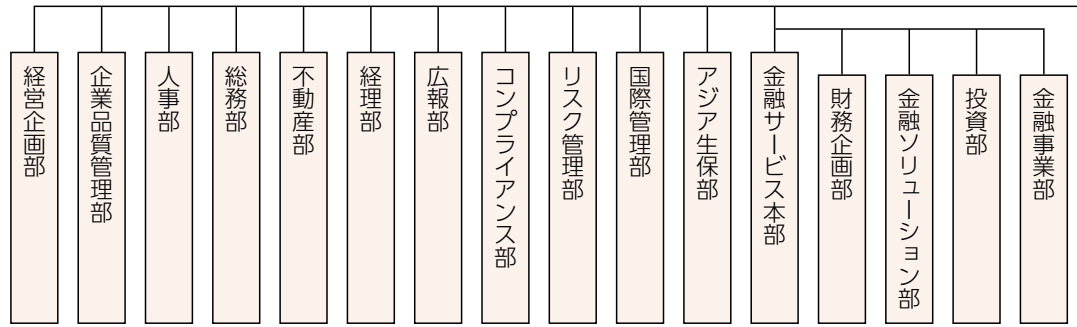 経営企画部
企業品質管理部
人事部
総務部
不動産部
経理部
広報部
コンプライアンス部
リスク管理部
国際管理部
アジア生保部
金融サービス本部
財務企画部
金融ソリューション部
投資部
金融事業部